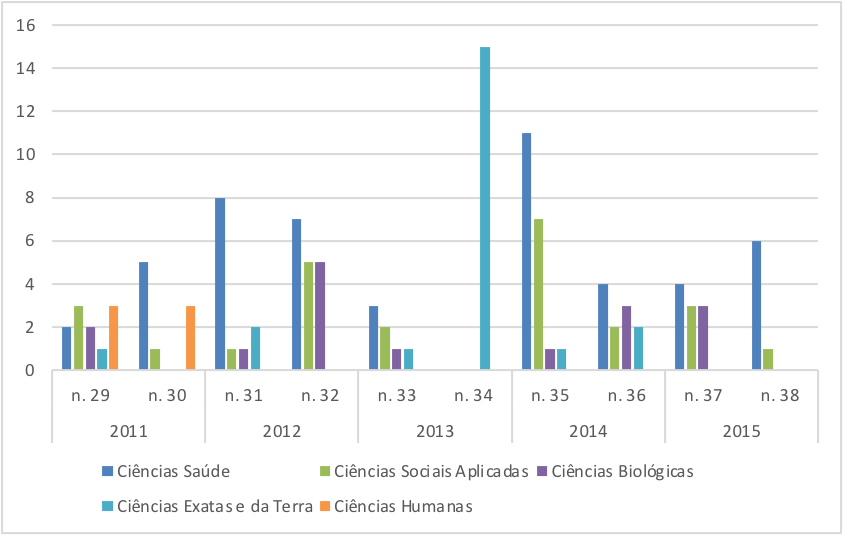 16
14
12
10
8
6
4
2
0
n. 29 n. 30 n. 31 n. 32 n. 33 n. 34 n. 35 n. 36 n. 37 n. 38
2011 2012 2013 2014 2015
Ciências Saúde Ciências Sociais Aplicadas Ciências Biológicas
Ciências Exatas e da Terra Ciências Humanas